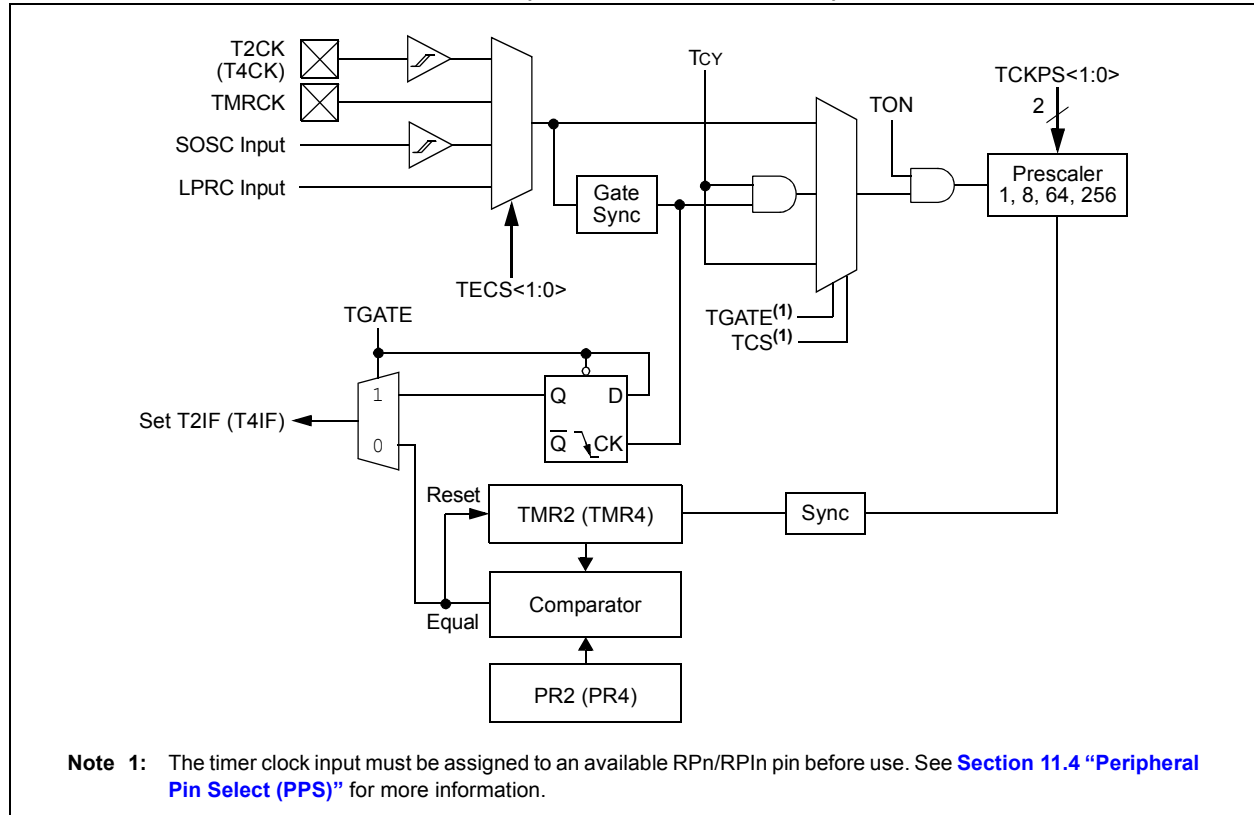 T2CK
(T4CK)
TMRCK
SOSC Input
LPRC Input
TECS<1:0>
Gate
Sync
TCY
TON
TCKPS<1:0>
2
Prescaler
1, 8, 64, 256
TGATE(1)
TCS(1)
TGATE
1
0
Set T2IF (T4IF)
Q D
Q CK
Reset
TMR2 (TMR4)
Sync
Equal
Comparator
PR2 (PR4)
Note 1: The timer clock input must be assigned to an available RPn/RPIn pin before use. See Section 11.4 “Peripheral
Pin Select (PPS)” for more information.